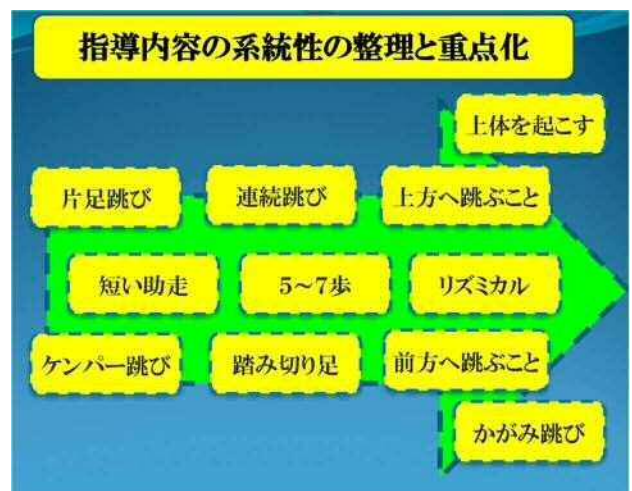 指導内容の系統性の整理と重点化
上体を起こす
片足跳び
連続跳び
上方へ跳ぶこと
短い助走
5~7歩
リズミカル
ケンパー跳び
踏み切り足
前方へ跳ぶこと
かがみ跳び